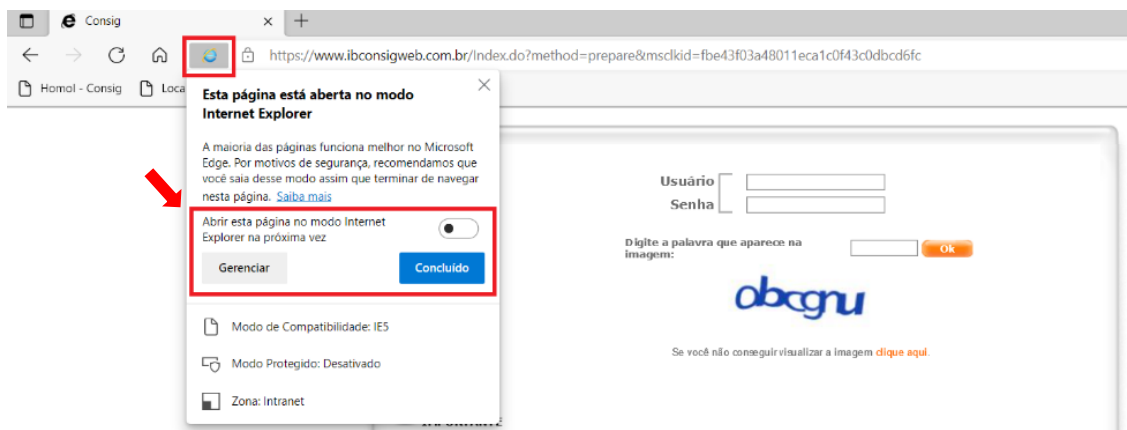 Consig
https://www.ibconsigweb.com.br/Index.do?method=prepare&msclkid=fbe43f03a48011eca1c0f43c0dbcd6fc
Homol - Consig Loca
Esta página está aberta no modo
Internet Explorer
A maioria das páginas funciona melhor no Microsoft
Edge. Por motivos de segurança, recomendamos que
você saia desse modo assim que terminar de navegar
nesta página. Saiba mais
Abrir esta página no modo Internet
Explorer na próxima vez
Gerenciar Concluído
Modo de Compatibilidade: IE5
Modo Protegido: Desativado
Zona: Intranet
Usuário
Senha
Digite a palavra que aparece na
imagem:
Ok
obcgnu
Se você não conseguir visualizar a imagem clique aqui.